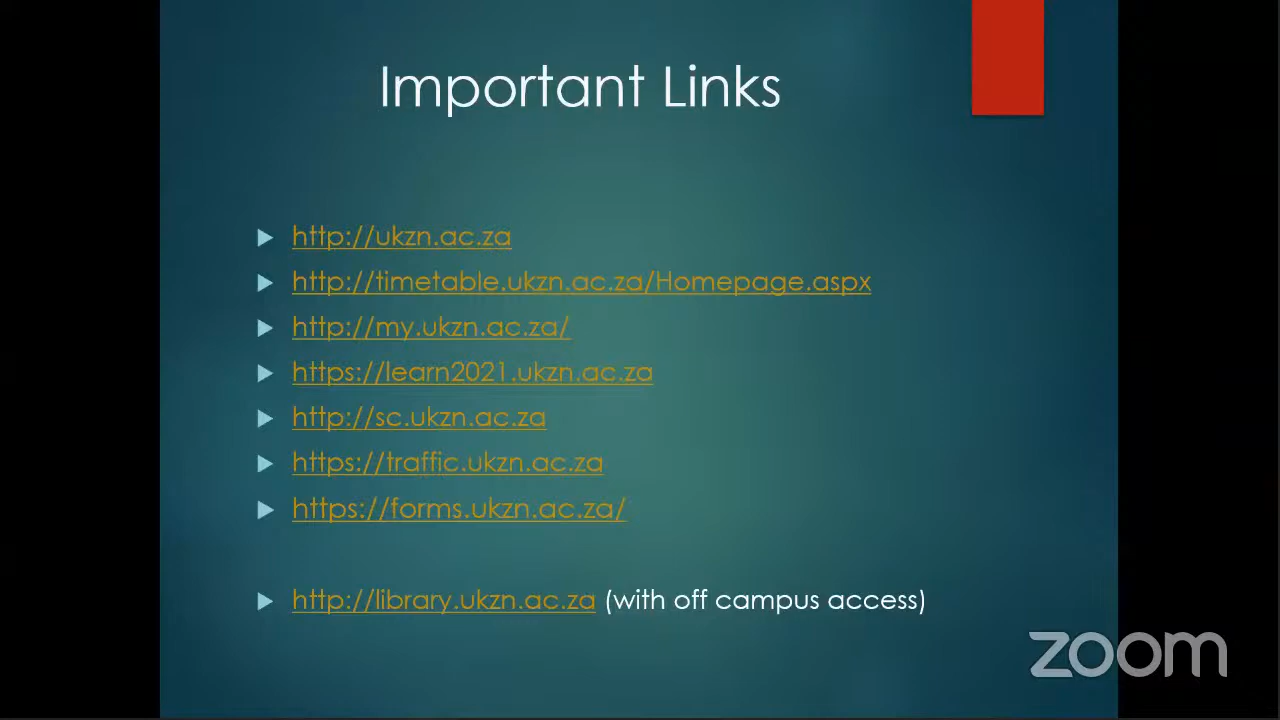 Important Links
http://ukzn.ac.za
http://timetable.ukzn.ac.za/Homepage.aspx
http://my.ukzn.ac.za/
https://learn2021.ukzn.ac.za
http://sc.ukzn.ac.za
https://traffic.ukzn.ac.za
https://forms.ukzn.ac.za/
http://library.ukzn.ac.za (with off campus access)
zoom